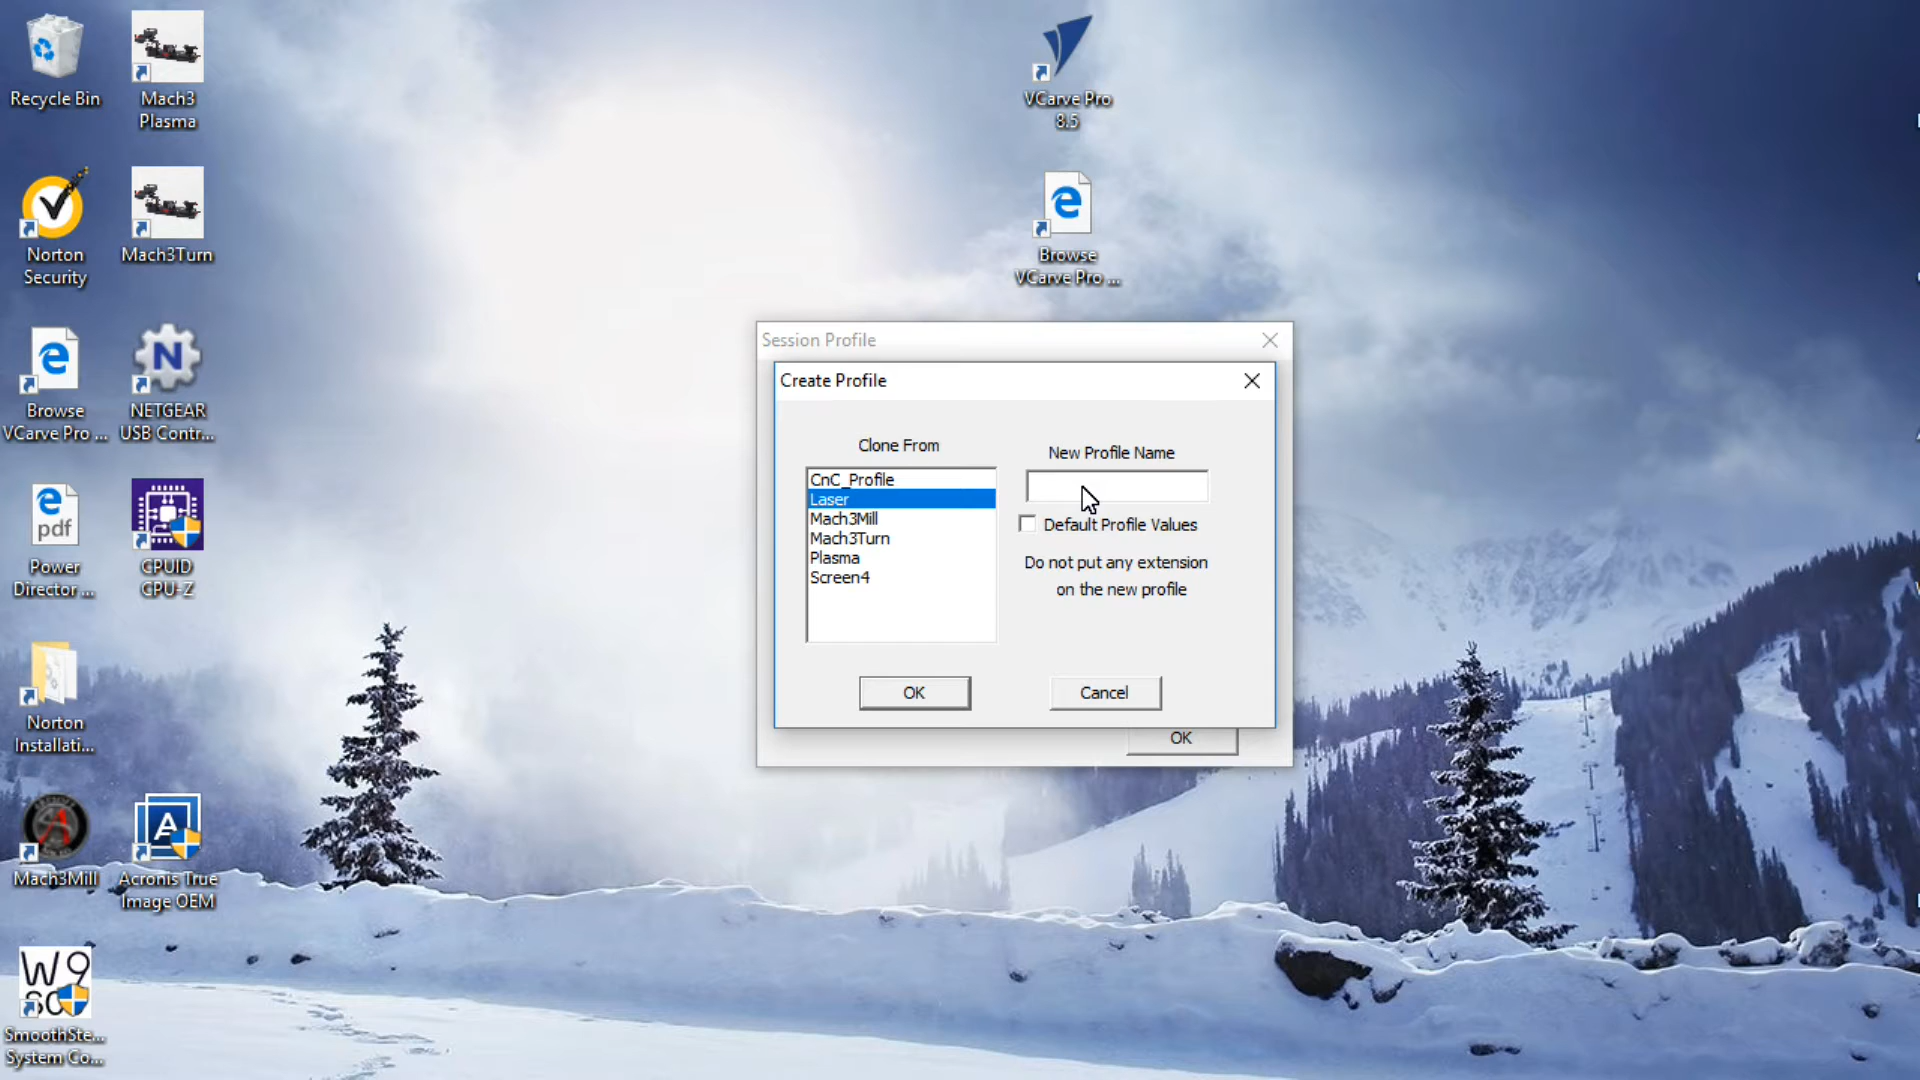 Recycle Bin
Mach3
Plasma
Norton
Security
Mach3Turn
Browse
VCarve Pro ...
NETGEAR
USB Contr...
pdf
Power
Director ...
CPUID
CPU-Z
Norton
Installati...
Mach3Mill
Acronis True
Image OEM
SmoothSte...
System Co...
VCarve Pro
8.5
Browse
VCarve Pro ...
Session Profile
Create Profile
Clone From
CnC_Profile
Laser
Mach3Mill
Mach3Turn
Plasma
Screen4
New Profile Name
Default Profile Values
Do not put any extension
on the new profile
OK
Cancel
OK